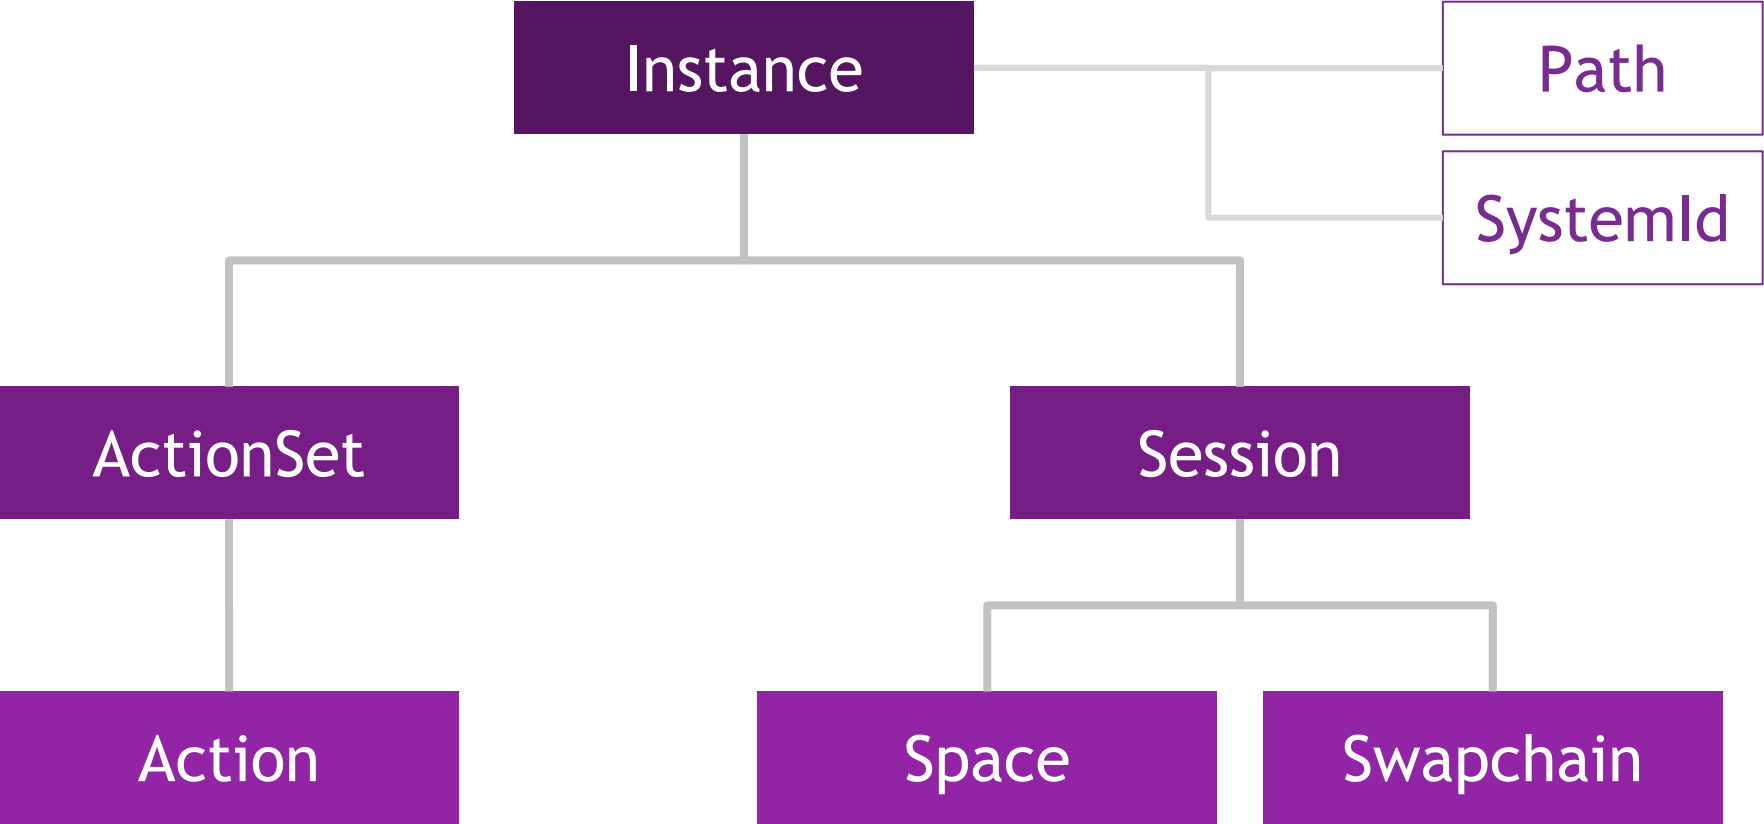 Instance
Path
SystemId
ActionSet
Session
Action
Space
Swapchain